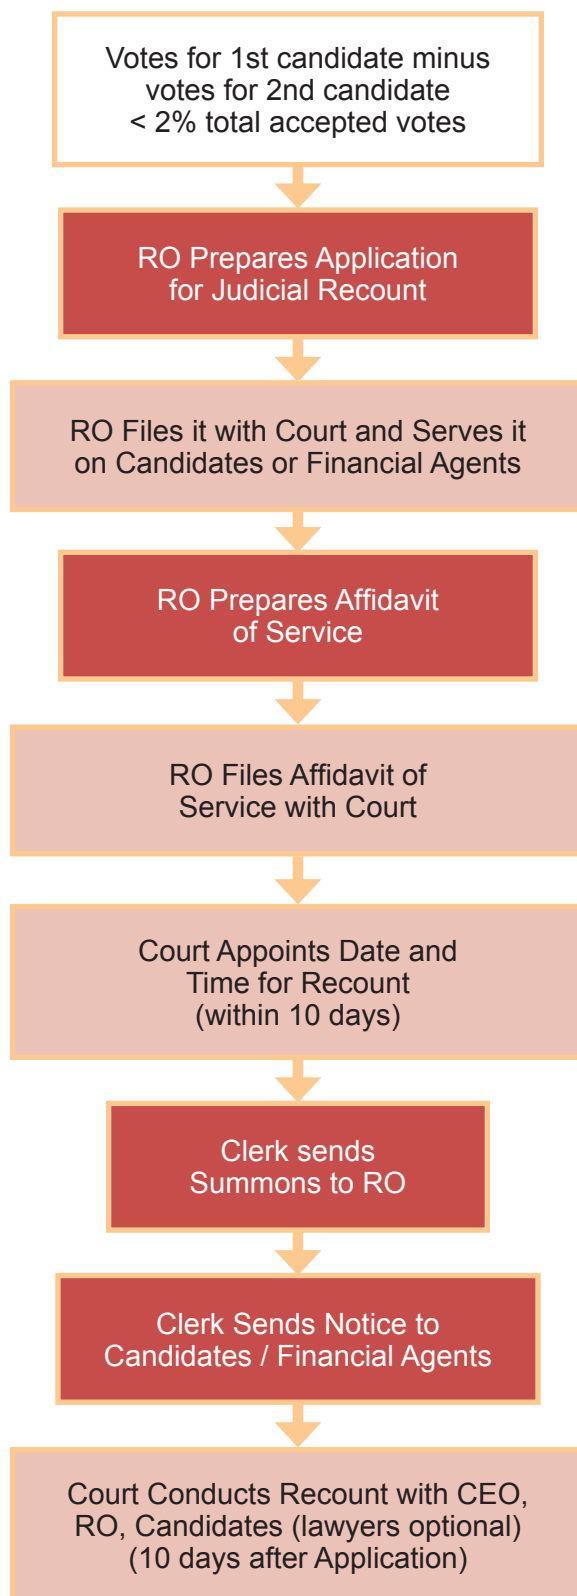 Votes for 1st candidate minus
votes for 2nd candidate
< 2% total accepted votes
RO Prepares Application
for Judicial Recount
RO Files it with Court and Serves it
on Candidates or Financial Agents
RO Prepares Affidavit
of Service
RO Files Affidavit of
Service with Court
Court Appoints Date and
Time for Recount
(within 10 days)
Clerk sends
Summons to RO
Clerk Sends Notice to
Candidates / Financial Agents
Court Conducts Recount with CEO,
RO, Candidates (lawyers optional)
(10 days after Application)